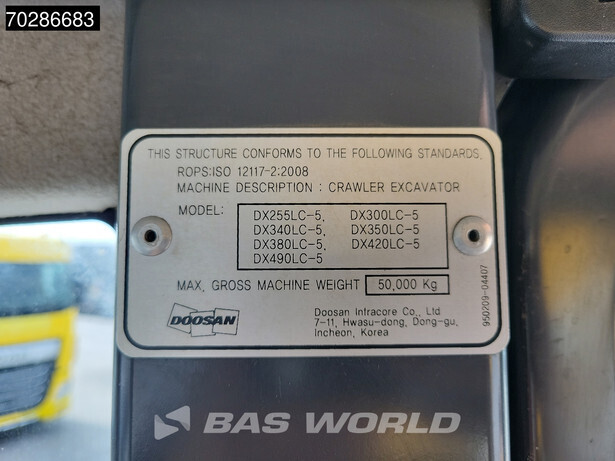 70286683
THIS STRUCTURE CONFORMS TO THE FOLLOWING STANDARDS.
ROPS:ISO 12117-2:2008
MACHINE DESCRIPTION : CRAWLER EXCAVATOR
MODEL: DX255LC-5, DX300LC-5
DX340LC-5, DX350LC-5
DX380LC-5, DX420LC-5
DX490LC-5
MAX. GROSS MACHINE WEIGHT 50,000 Kg
DOOSAN
Doosan Infracore Co., Ltd
7-11, Hwasu-dong, Dong-gu,
Incheon, Korea
950209-04407
BAS WORLD